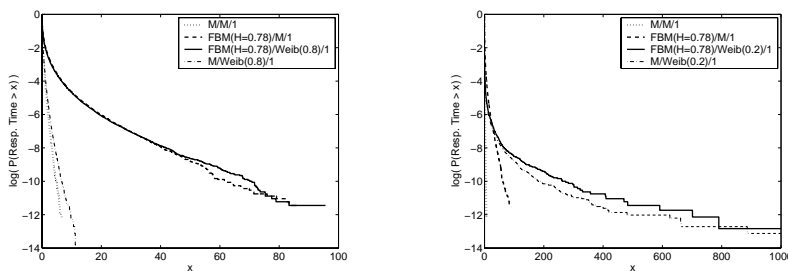 M/M/1
FBM(H=0.78)/M/1
FBM(H=0.78)/Weib(0.8)/1
M/Weib(0.8)/1
log( P(Resp. Time > x) )
0
−2
−4
−6
−8
−10
−12
−14
0 20 40 60 80 100
x
M/M/1
FBM(H=0.78)/M/1
FBM(H=0.78)/Weib(0.2)/1
M/Weib(0.2)/1
log( P(Resp. Time > x) )
0
−2
−4
−6
−8
−10
−12
−14
0 200 400 600 800 1000
x